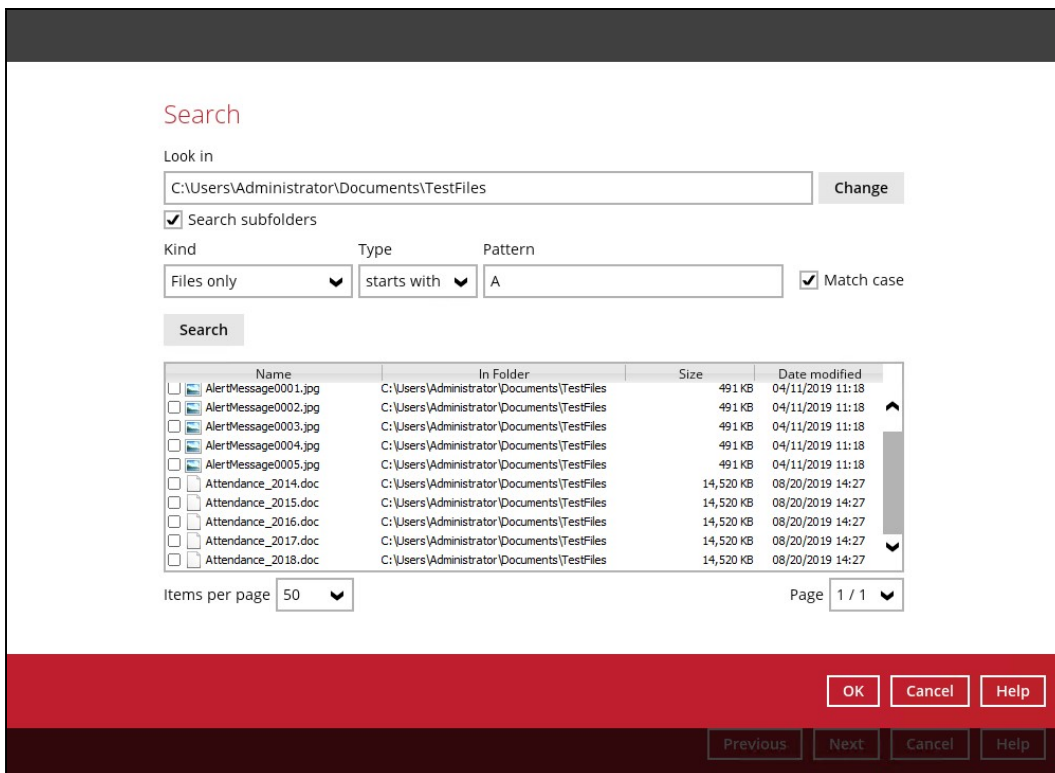 Search
Look in
C:\Users\Administrator\Documents\TestFiles Change
Search subfolders
Kind Type Pattern
Files only starts with A Match case
Search
Name In Folder Size Date modified
AlertMessage0001.jpg C:\Users\Administrator\Documents\TestFiles 491 KB 04/11/2019 11:18
AlertMessage0002.jpg C:\Users\Administrator\Documents\TestFiles 491 KB 04/11/2019 11:18
AlertMessage0003.jpg C:\Users\Administrator\Documents\TestFiles 491 KB 04/11/2019 11:18
AlertMessage0004.jpg C:\Users\Administrator\Documents\TestFiles 491 KB 04/11/2019 11:18
AlertMessage0005.jpg C:\Users\Administrator\Documents\TestFiles 491 KB 04/11/2019 11:18
Attendance_2014.doc C:\Users\Administrator\Documents\TestFiles 14,520 KB 08/20/2019 14:27
Attendance_2015.doc C:\Users\Administrator\Documents\TestFiles 14,520 KB 08/20/2019 14:27
Attendance_2016.doc C:\Users\Administrator\Documents\TestFiles 14,520 KB 08/20/2019 14:27
Attendance_2017.doc C:\Users\Administrator\Documents\TestFiles 14,520 KB 08/20/2019 14:27
Attendance_2018.doc C:\Users\Administrator\Documents\TestFiles 14,520 KB 08/20/2019 14:27
Items per page 50 Page 1 / 1
OK Cancel Help
Previous Next Cancel Help